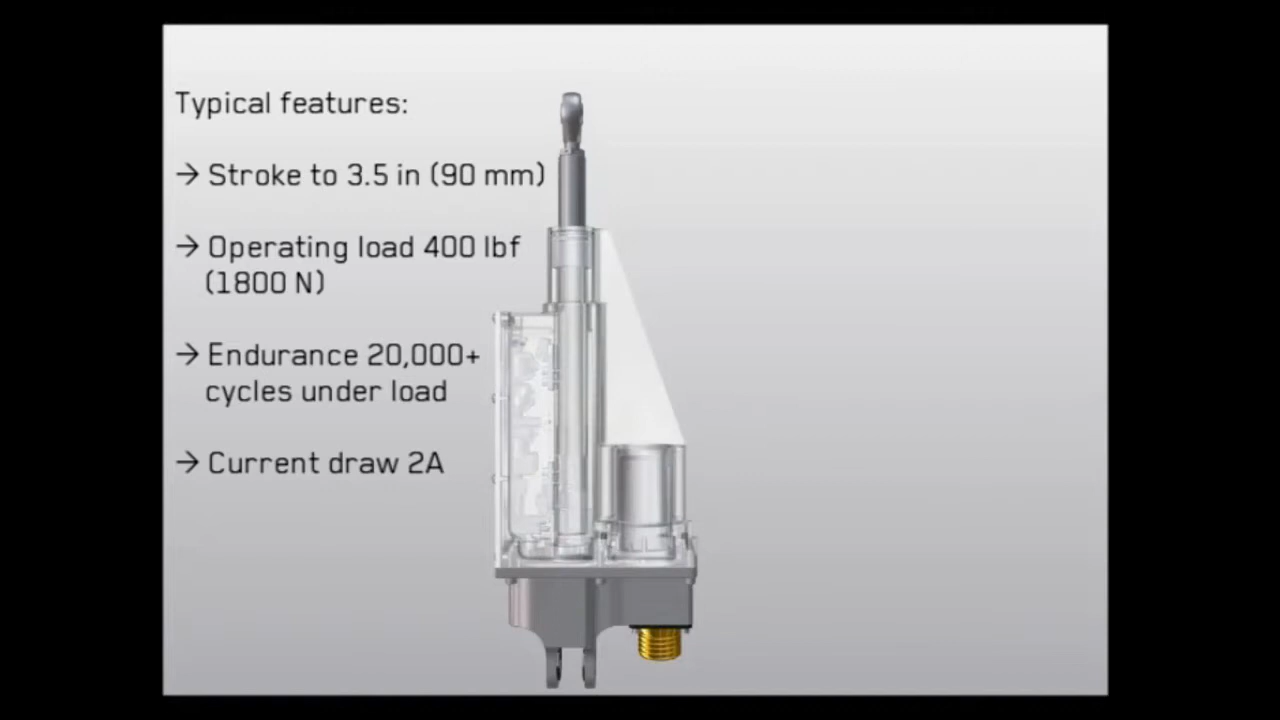 Typical features:
→ Stroke to 3.5 in (90 mm)
→ Operating load 400 lbf
(1800 N)
→ Endurance 20,000+
cycles under load
→ Current draw 2A